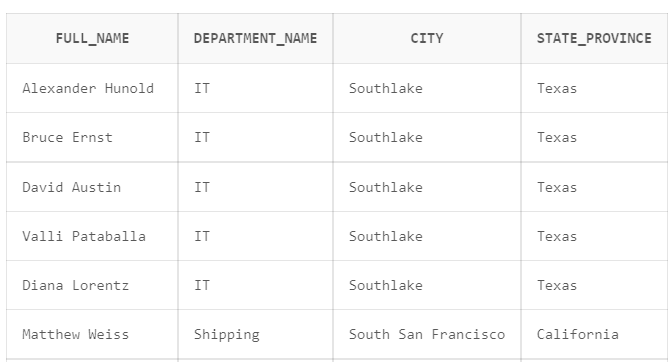 FULL_NAME DEPARTMENT_NAME CITY STATE_PROVINCE
Alexander Hunold IT Southlake Texas
Bruce Ernst IT Southlake Texas
David Austin IT Southlake Texas
Valli Pataballa IT Southlake Texas
Diana Lorentz IT Southlake Texas
Matthew Weiss Shipping South San Francisco California